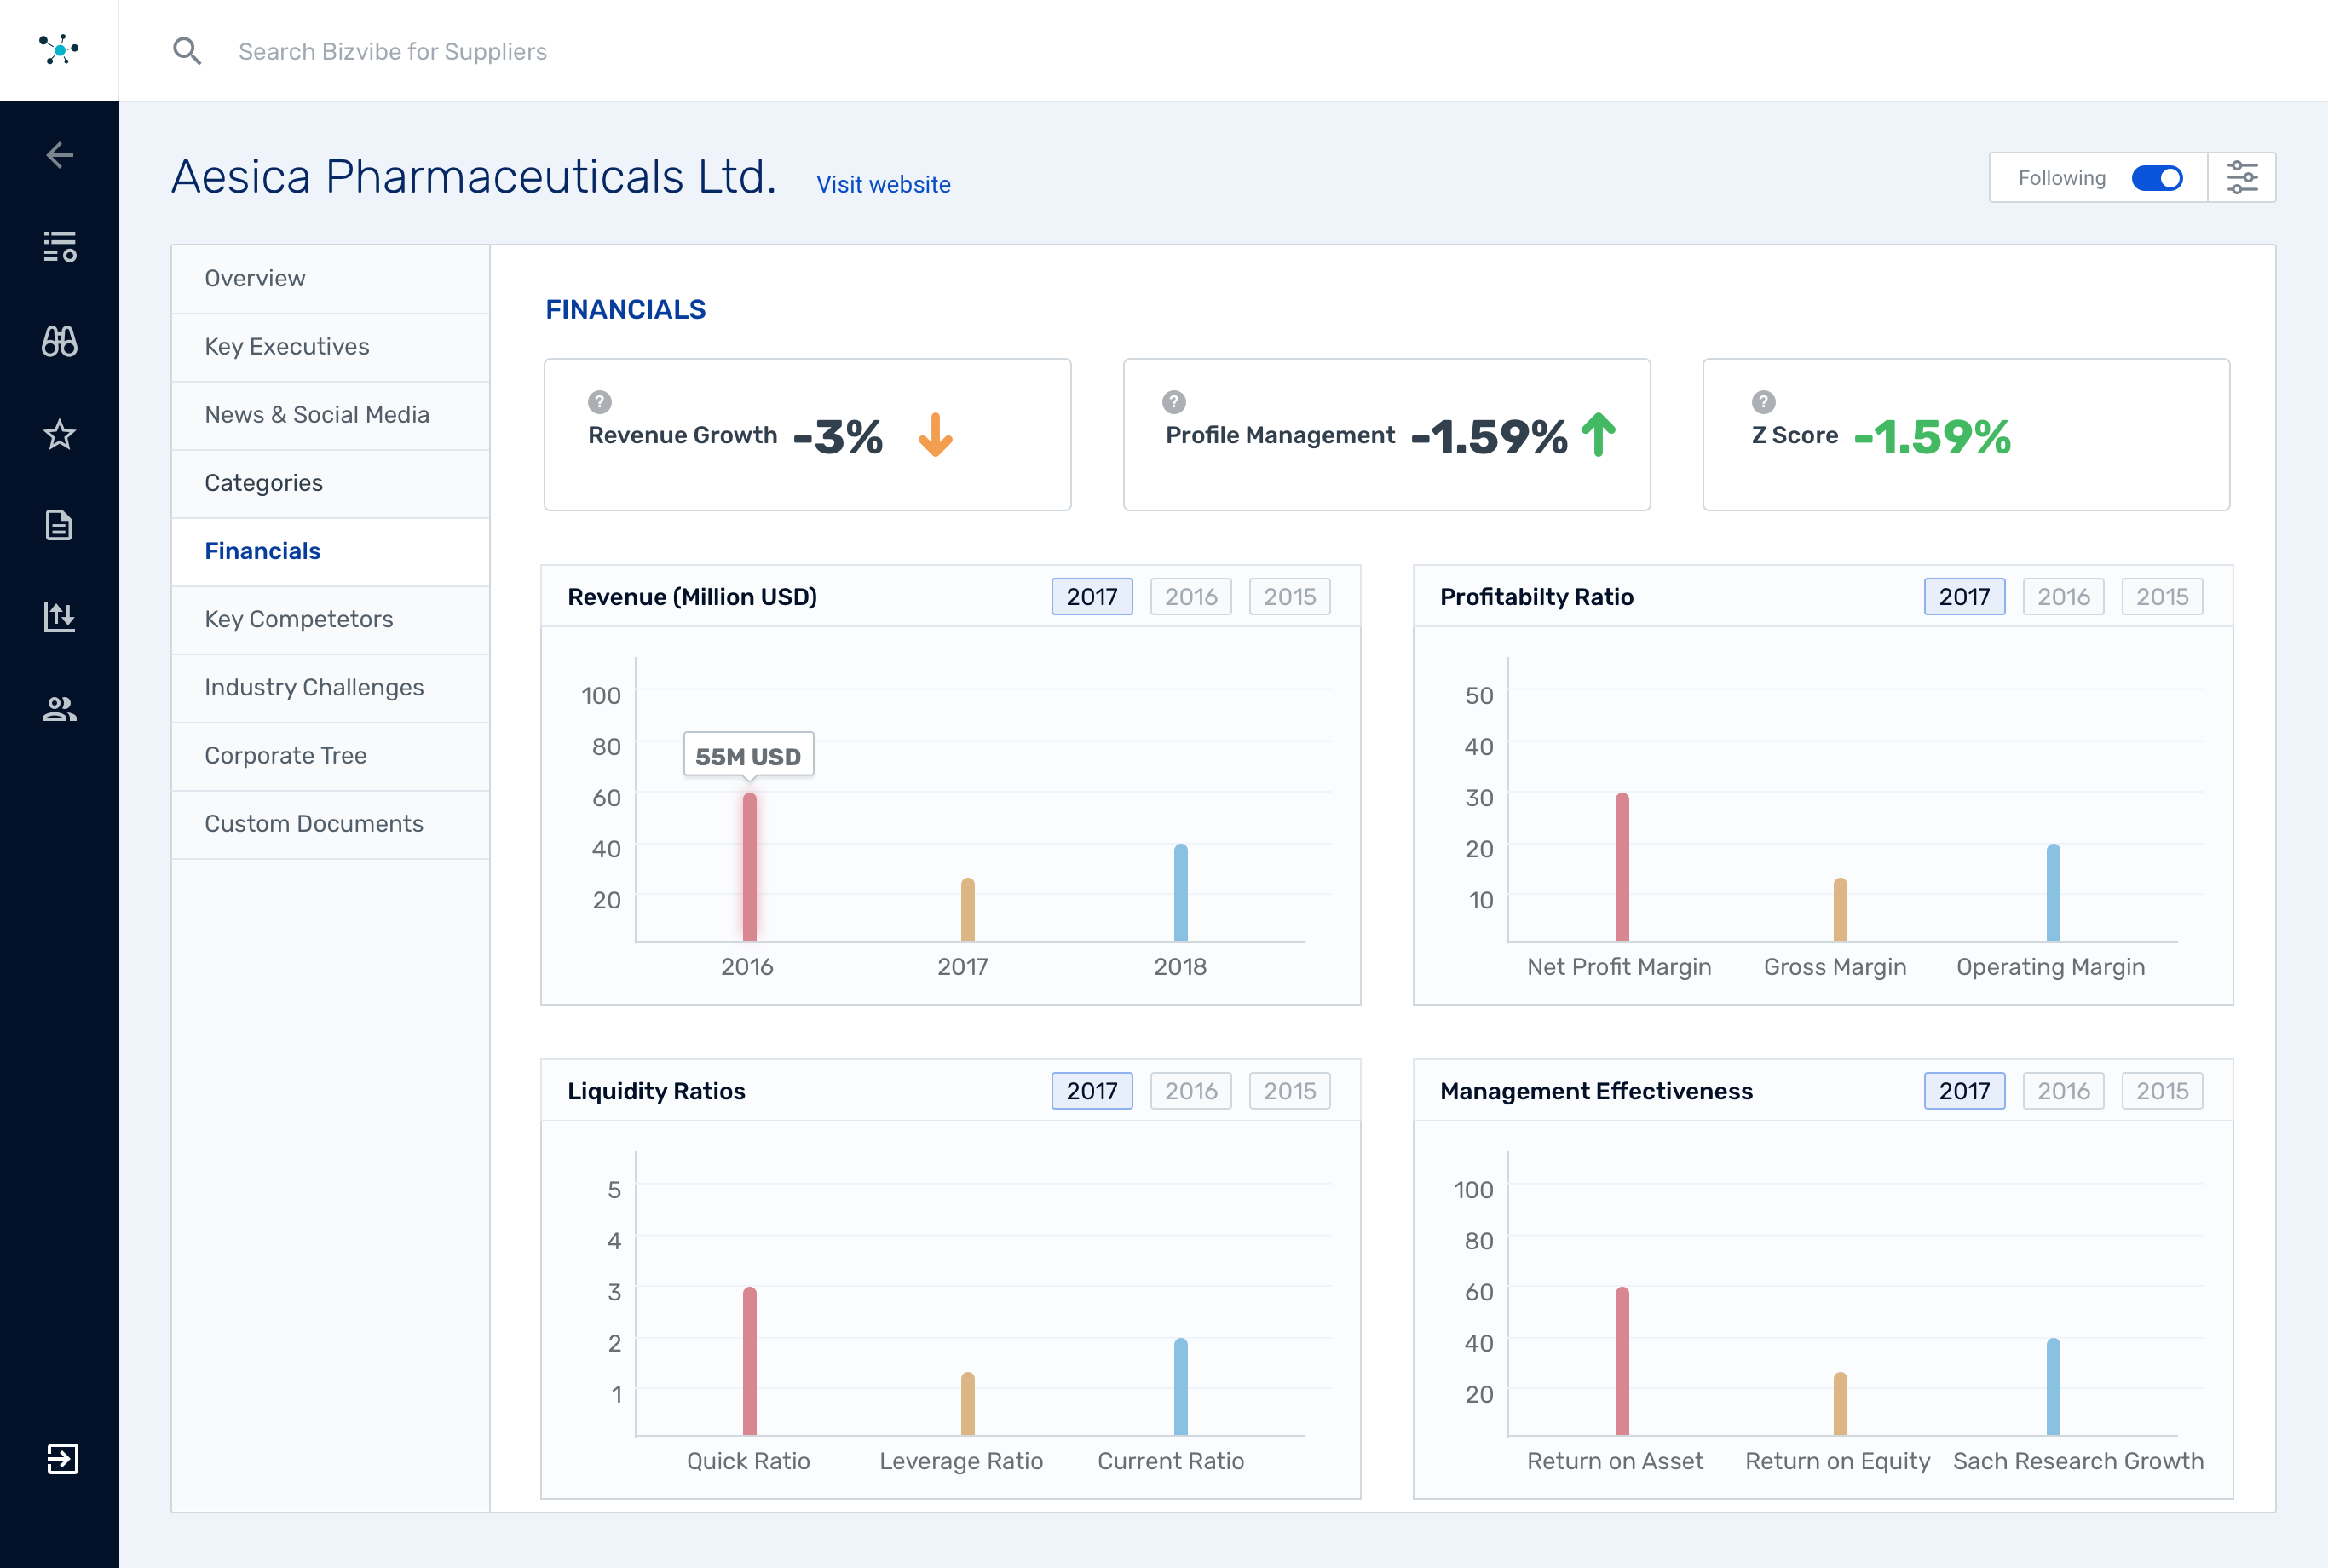 Search Bizvibe for Suppliers
Aesica Pharmaceuticals Ltd.
Visit website
Following
Overview
Key Executives
News & Social Media
Categories
Financials
Key Competetors
Industry Challenges
Corporate Tree
Custom Documents
FINANCIALS
?
Revenue Growth -3%
?
Profile Management -1.59%
?
Z Score -1.59%
Revenue (Million USD)
2017 2016 2015
100
80
60
40
20
55M USD
2016 2017 2018
Profitabilty Ratio
2017 2016 2015
50
40
30
20
10
Net Profit Margin Gross Margin Operating Margin
Liquidity Ratios
2017 2016 2015
5
4
3
2
1
Quick Ratio Leverage Ratio Current Ratio
Management Effectiveness
2017 2016 2015
100
80
60
40
20
Return on Asset Return on Equity Sach Research Growth